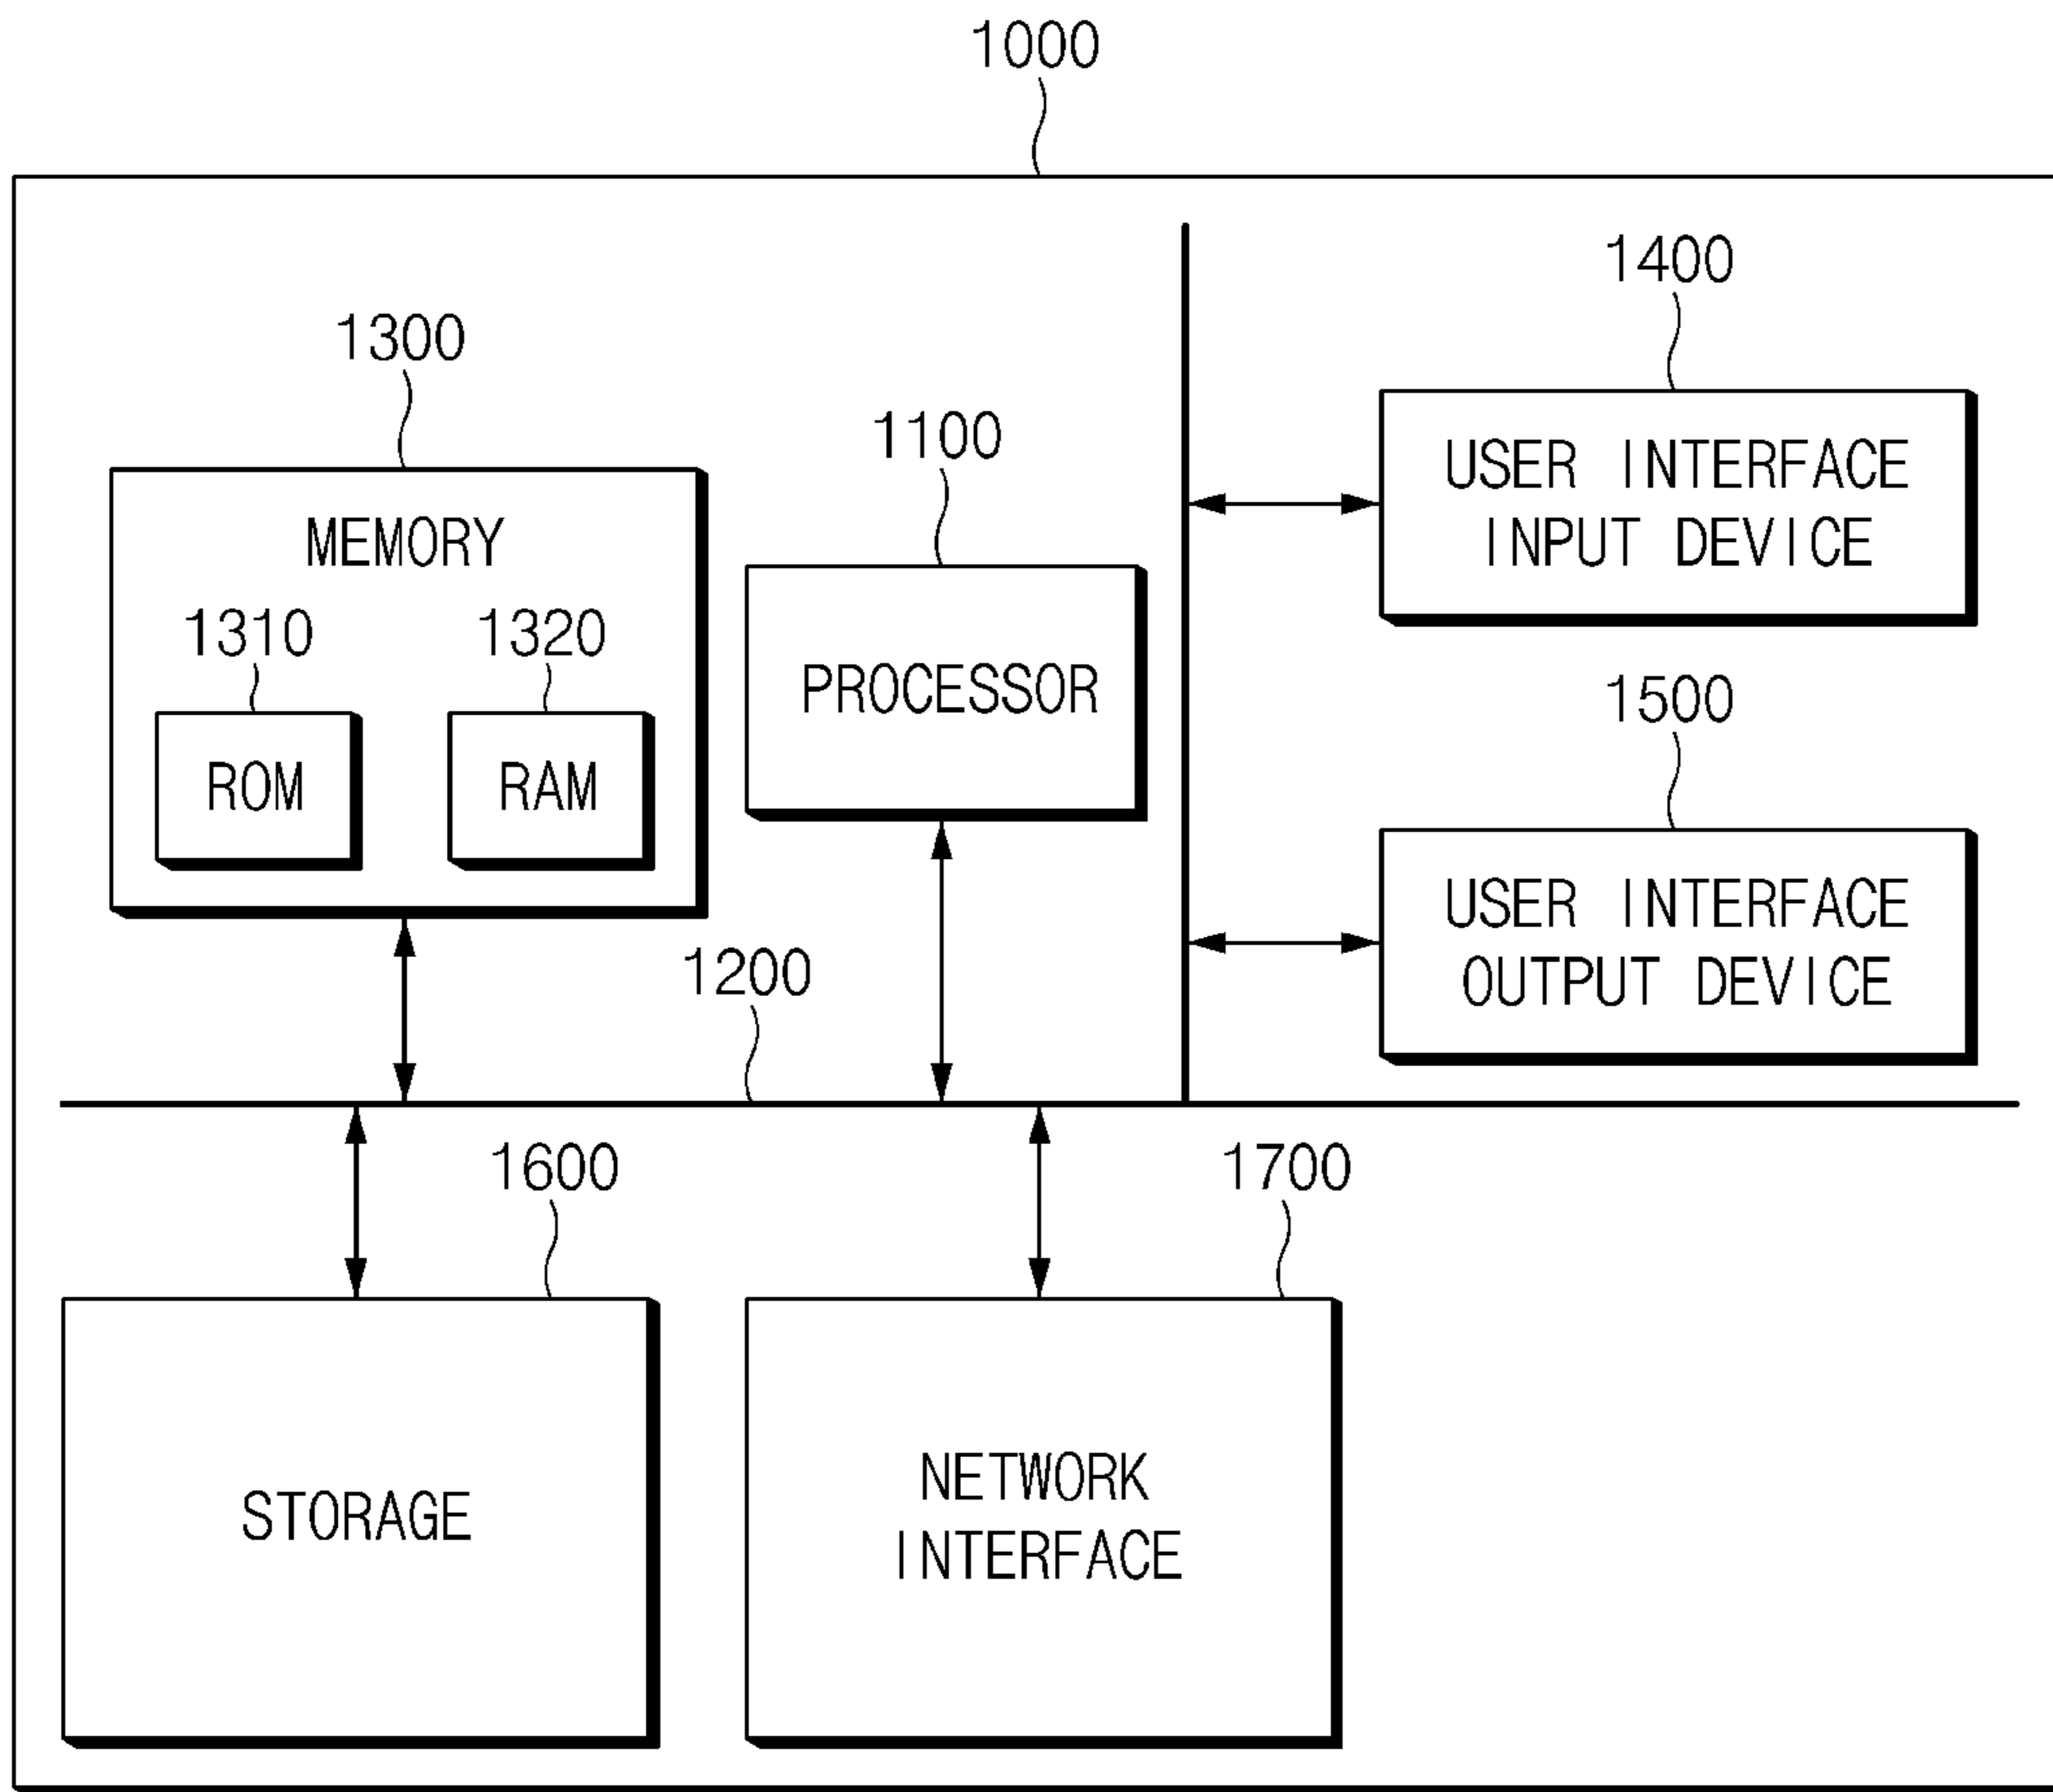 1000
1400
1300
1100
USER INTERFACE
INPUT DEVICE
MEMORY
1310
1320
PROCESSOR
ROM
RAM
1500
USER INTERFACE
OUTPUT DEVICE
1200
1600
1700
STORAGE
NETWORK
INTERFACE